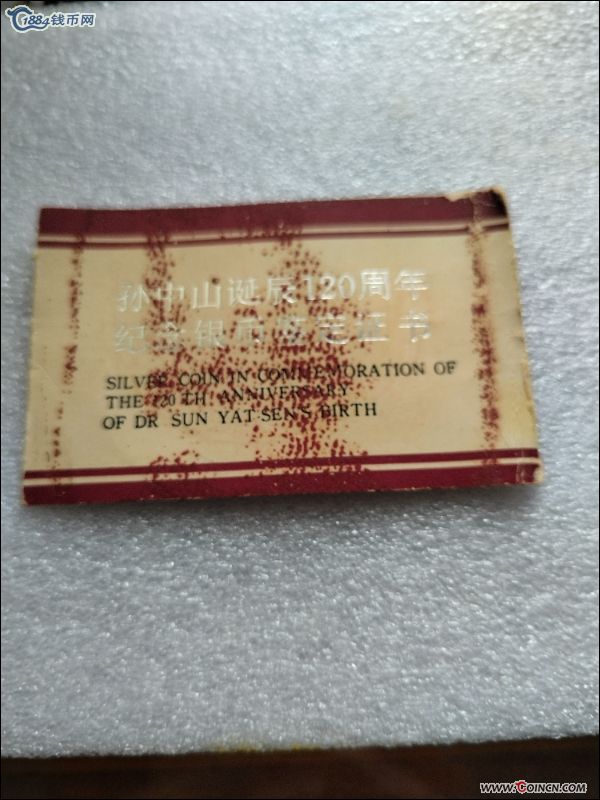 1884钱币网
孙中山诞辰120周年
纪念银币鉴定证书
SILVER COIN IN COMMEMORATION OF
THE 120 TH ANNIVERSARY
OF DR SUN YAT-SEN'S BIRTH
WWW.COINCN.COM